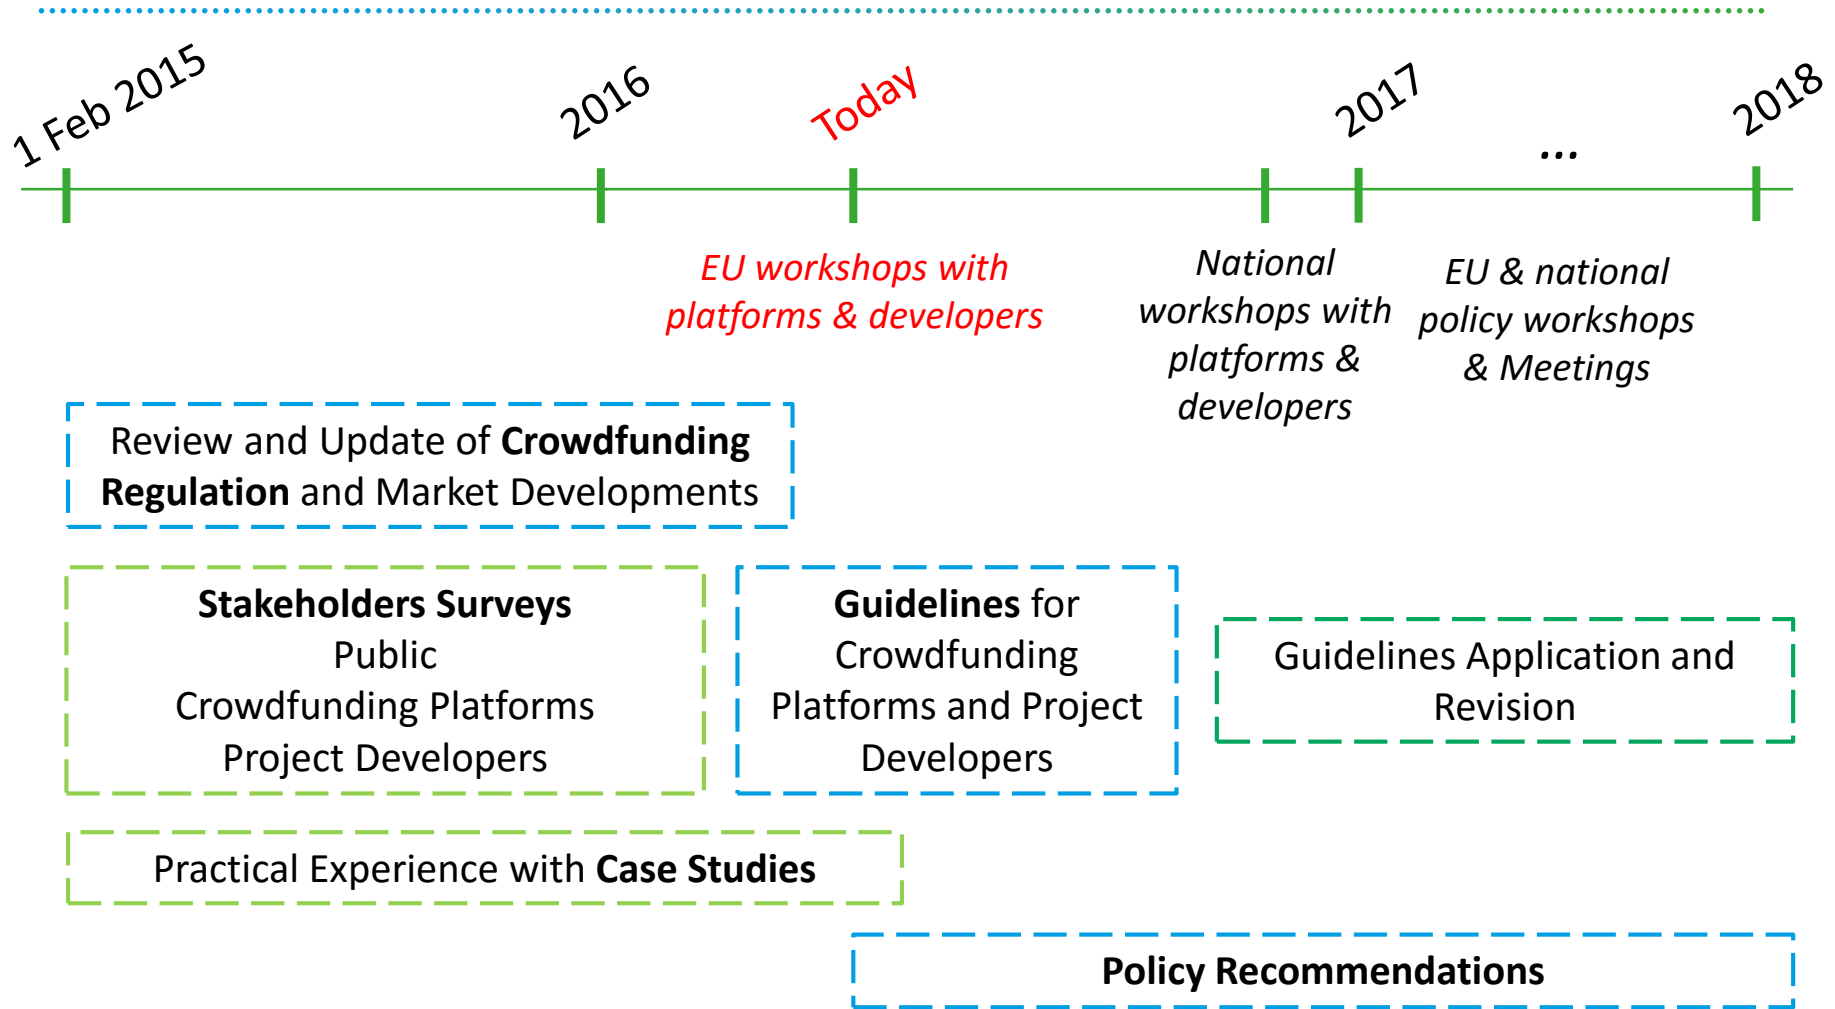 1 Feb 2015
2016
Today
2017
...
2018
EU workshops with
platforms & developers
National
workshops with
platforms &
developers
EU & national
policy workshops
& Meetings
Review and Update of Crowdfunding
Regulation and Market Developments
Stakeholders Surveys
Public
Crowdfunding Platforms
Project Developers
Guidelines for
Crowdfunding
Platforms and Project
Developers
Guidelines Application and
Revision
Practical Experience with Case Studies
Policy Recommendations